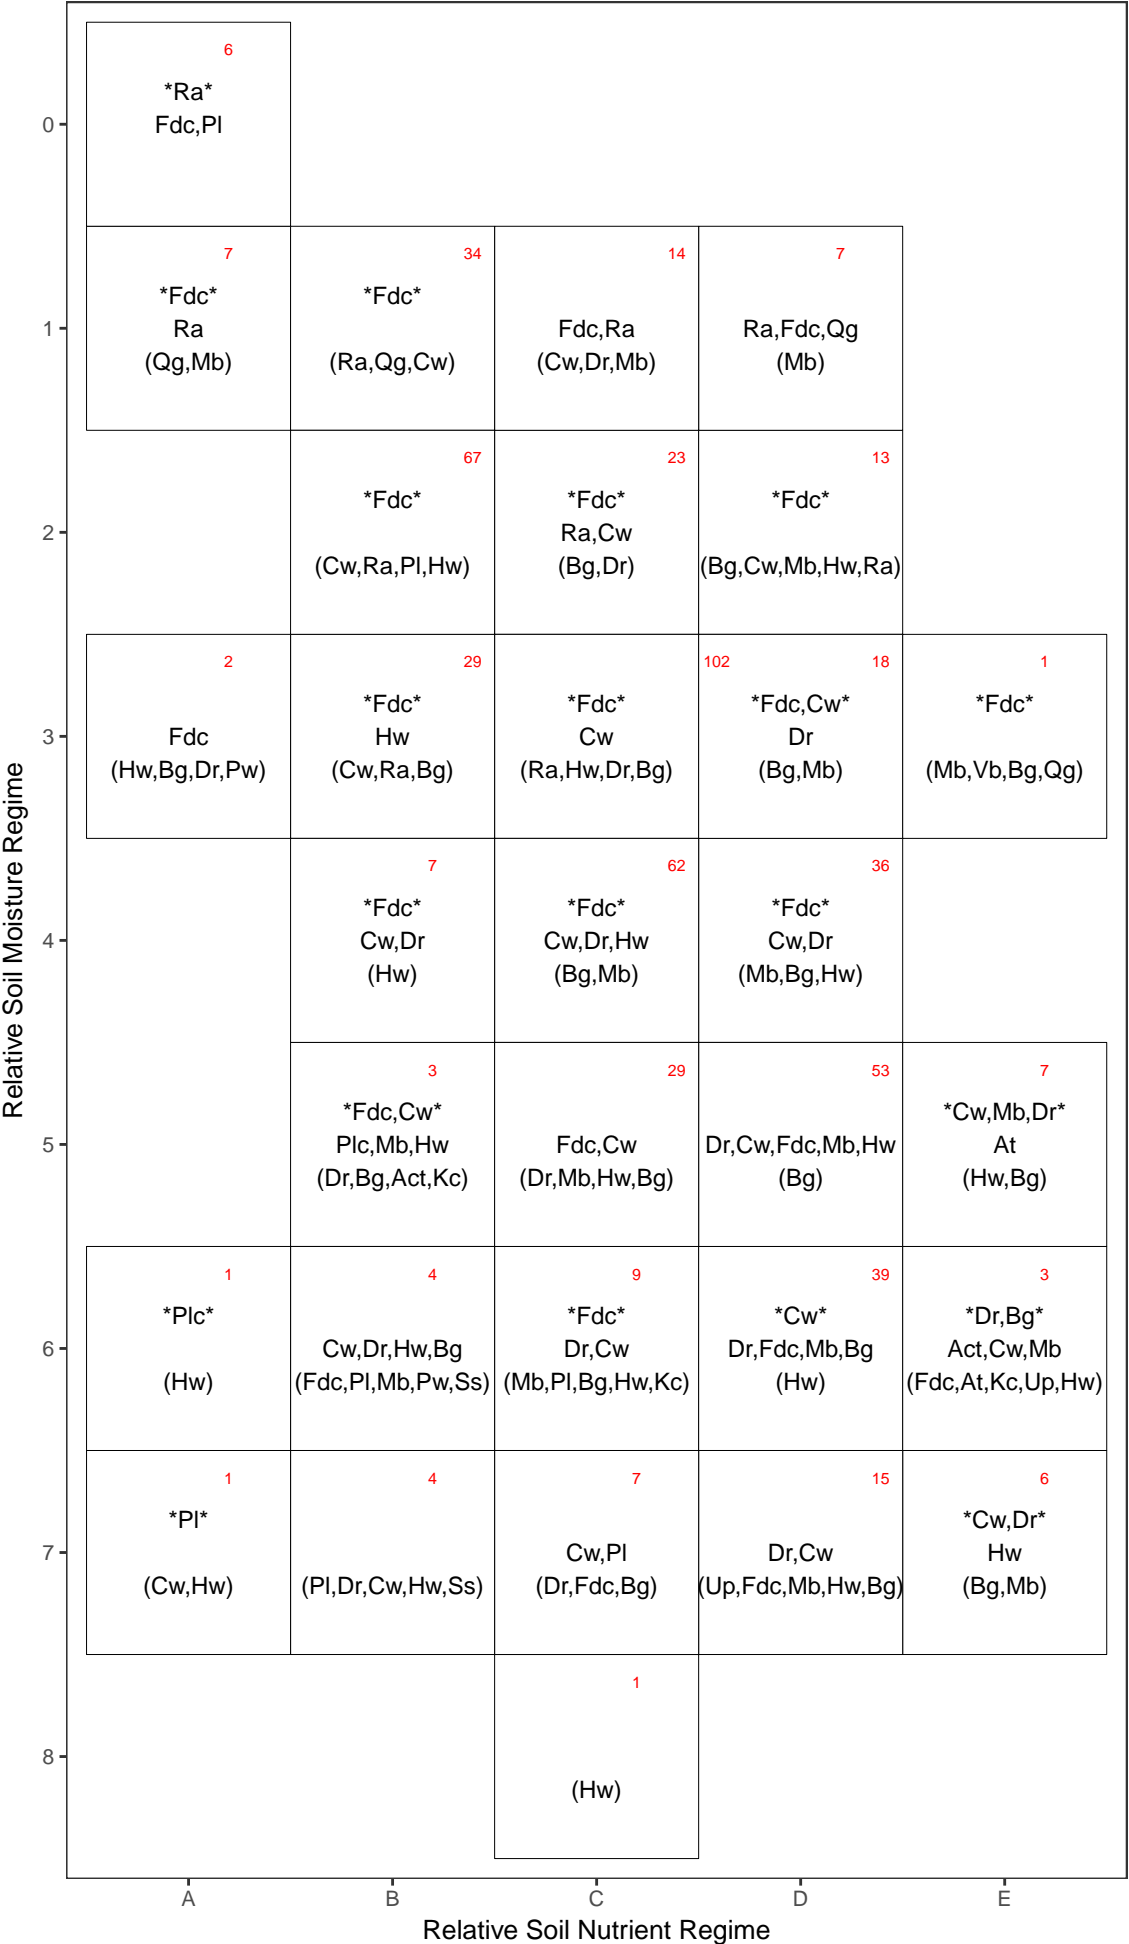 6
*Ra*
Fdc,Pl
0
7
34
14
7
*Fdc*
*Fdc*
1
Ra
Fdc,Ra
Ra,Fdc,Qg
(Qg,Mb)
(Ra,Qg,Cw)
(Cw,Dr,Mb)
(Mb)
67
23
13
*Fdc*
*Fdc*
*Fdc*
2
Ra,Cw
(Cw,Ra,Pl,Hw)
(Bg,Dr)
(Bg,Cw,Mb,Hw,Ra)
2
29
102
18
1
*Fdc*
*Fdc*
*Fdc,Cw*
*Fdc*
3
Fdc
Hw
Cw
Dr
(Hw,Bg,Dr,Pw)
(Cw,Ra,Bg)
(Ra,Hw,Dr,Bg)
(Bg,Mb)
(Mb,Vb,Bg,Qg)
7
62
36
*Fdc*
*Fdc*
*Fdc*
4
Cw,Dr
Cw,Dr,Hw
Cw,Dr
(Hw)
(Bg,Mb)
(Mb,Bg,Hw)
3
29
53
7
*Fdc,Cw*
*Cw,Mb,Dr*
5
Plc,Mb,Hw
Fdc,Cw
Dr,Cw,Fdc,Mb,Hw
At
(Dr,Bg,Act,Kc)
(Dr,Mb,Hw,Bg)
(Bg)
(Hw,Bg)
1
4
9
39
3
*Plc*
*Fdc*
*Cw*
*Dr,Bg*
6
Cw,Dr,Hw,Bg
Dr,Cw
Dr,Fdc,Mb,Bg
Act,Cw,Mb
(Hw)
(Fdc,Pl,Mb,Pw,Ss)
(Mb,Pl,Bg,Hw,Kc)
(Hw)
(Fdc,At,Kc,Up,Hw)
1
4
7
15
6
*Pl*
*Cw,Dr*
7
Cw,Pl
Dr,Cw
Hw
(Cw,Hw)
(Pl,Dr,Cw,Hw,Ss)
(Dr,Fdc,Bg)
(Up,Fdc,Mb,Hw,Bg)
(Bg,Mb)
1
8
(Hw)
A
B
C
D
E
Relative Soil Nutrient Regime
Relative Soil Moisture Regime